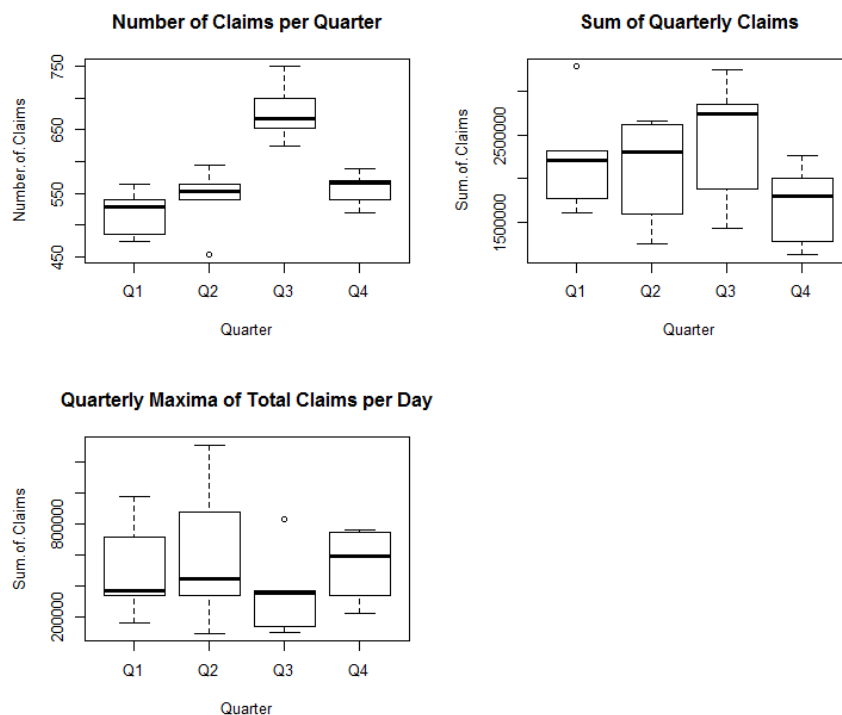 Number of Claims per Quarter
Number.of.Claims
750
650
550
450
Q1 Q2 Q3 Q4
Quarter
Sum of Quarterly Claims
Sum.of.Claims
2500000
1500000
Q1 Q2 Q3 Q4
Quarter
Quarterly Maxima of Total Claims per Day
Sum.of.Claims
800000
200000
Q1 Q2 Q3 Q4
Quarter